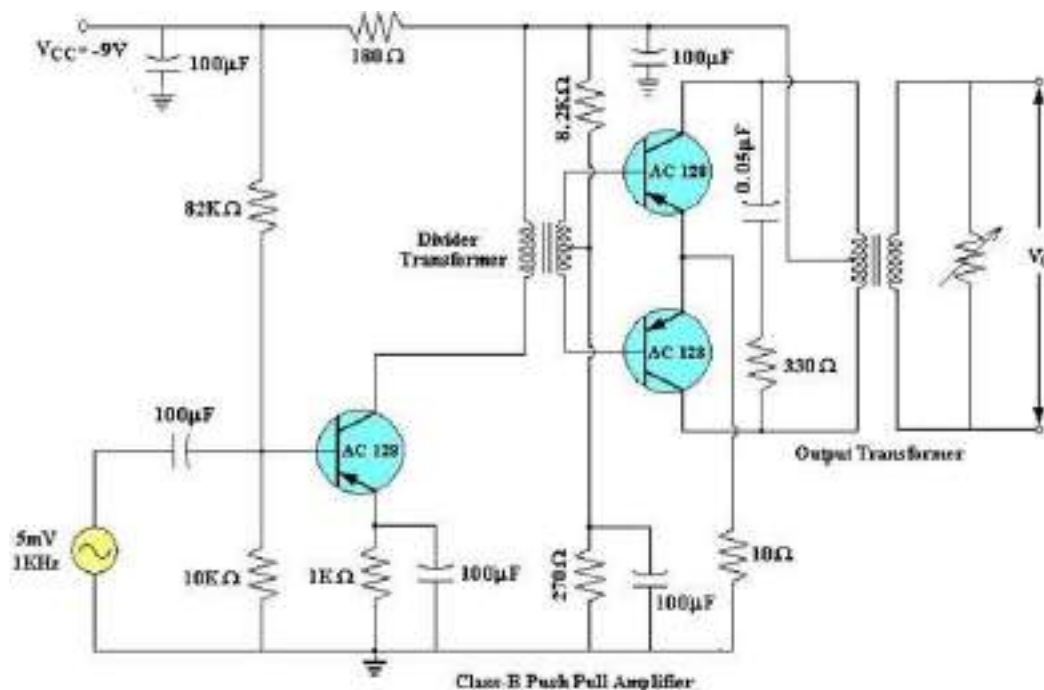 VCC = -9V
100μF
180Ω
100μF
8.2KΩ
AC 128
0.05μF
82KΩ
Divider
Transformer
AC 128
330Ω
100μF
AC 128
Output Transformer
5mV
1KHz
10KΩ
1KΩ
100μF
270Ω
100μF
18Ω
Class-B Push Pull Amplifier